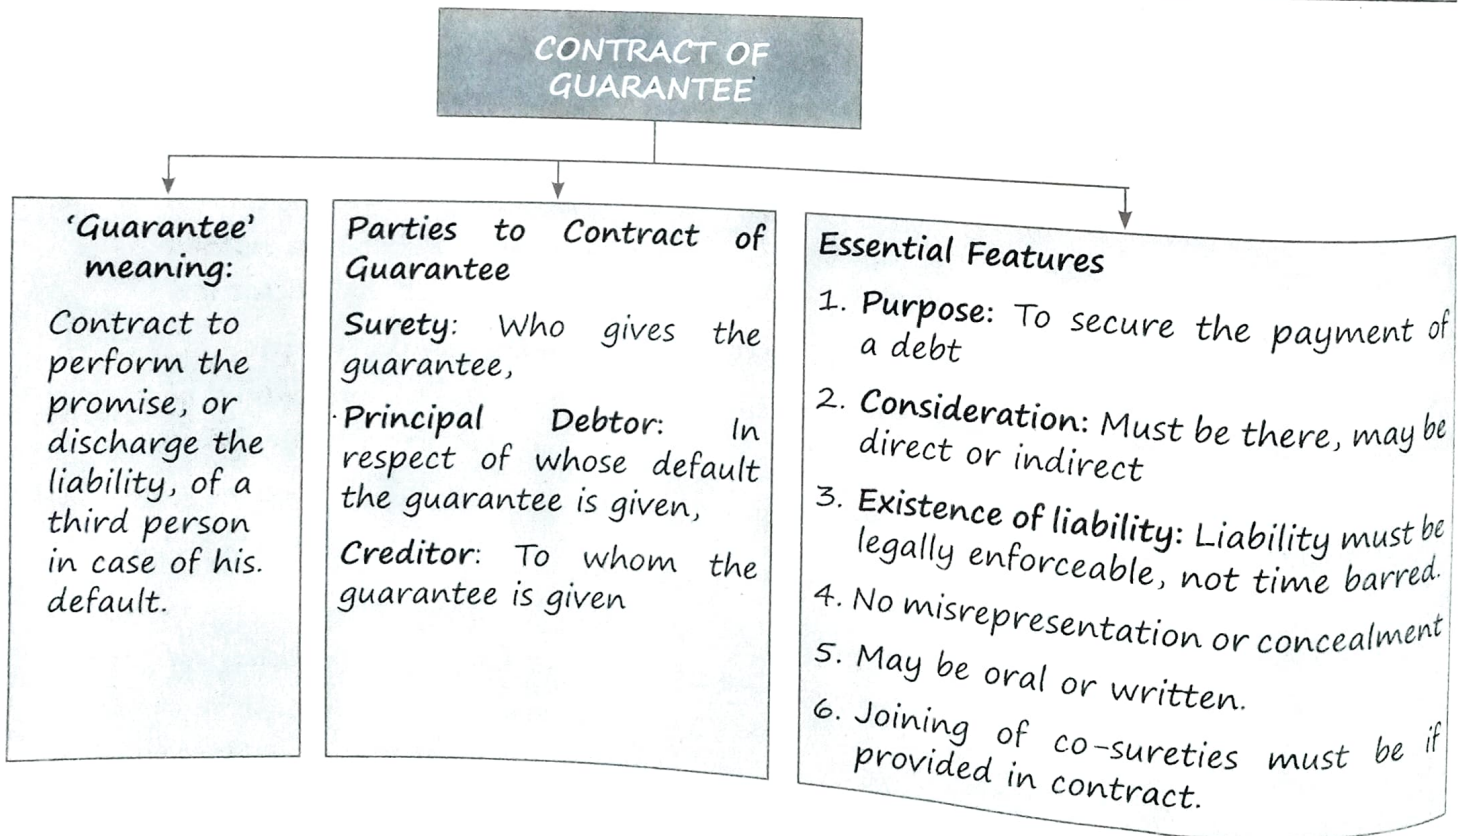 CONTRACT OF
GUARANTEE
‘Guarantee’
meaning:
Contract to
perform the
promise, or
discharge the
liability, of a
third person
in case of his.
default.
Parties to Contract of
Guarantee
Surety: Who gives the
guarantee,
Principal Debtor: In
respect of whose default
the guarantee is given,
Creditor: To whom the
guarantee is given
Essential Features
1. Purpose: To secure the payment of
a debt
2. Consideration: Must be there, may be
direct or indirect
3. Existence of liability: Liability must be
legally enforceable, not time barred.
4. No misrepresentation or concealment
5. May be oral or written.
6. Joining of co-sureties must be if
provided in contract.